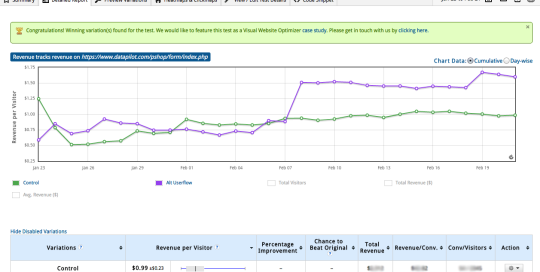 Summary Detailed Report Preview Variations Heatmaps & Clickmaps View / Edit Test Details Code Snippet
Congratulations! Winning variation(s) found for the test. We would like to feature this test as a Visual Website Optimizer case study. Please get in touch with us by clicking here.
Revenue tracks revenue on https://www.datapilot.com/pshop/form/index.php
Chart Data: Cumulative Day-wise
Revenue per Visitor
$1.75
$1.50
$1.25
$1.00
$0.75
$0.50
$0.25
Jan 23 Jan 26 Jan 29 Feb 01 Feb 04 Feb 07 Feb 10 Feb 13 Feb 16 Feb 19
Control Alt Userflow Total Visitors Total Revenue ($)
Avg. Revenue ($)
Hide Disabled Variations
Variations ? Revenue per Visitor ? Percentage Improvement Chance to Beat Original ? Total Revenue Revenue/Conv. Conv/Visitors Action
Control $0.99 ±$0.23 – –